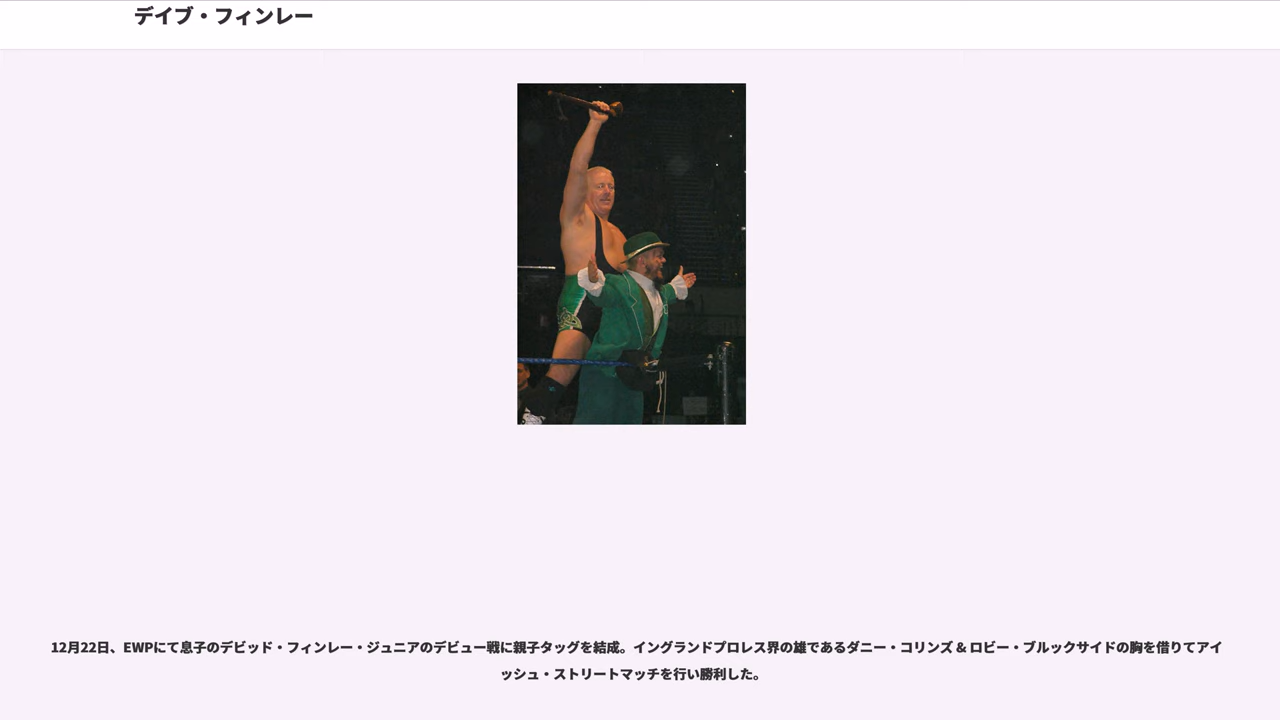 デイブ・フィンレー
12月22日、EWPにて息子のデビッド・フィンレー・ジュニアのデビュー戦に親子タッグを結成。イングランドプロレス界の雄であるダニー・コリンズ & ロビー・ブルックサイドの胸を借りてアイ
ッシュ・ストリートマッチを行い勝利した。